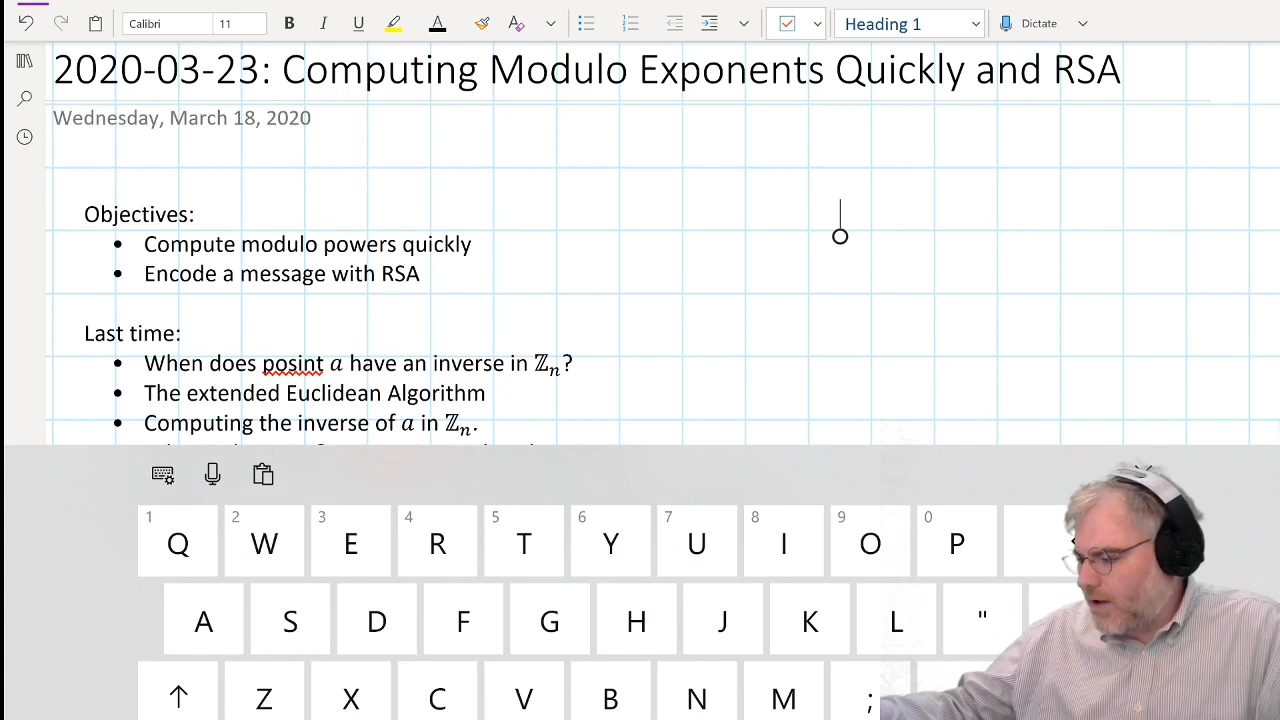 Calibri 11 B I U A A Heading 1 Dictate
2020-03-23: Computing Modulo Exponents Quickly and RSA
Wednesday, March 18, 2020
Objectives:
• Compute modulo powers quickly
• Encode a message with RSA
Last time:
• When does posint a have an inverse in ℤₙ?
• The extended Euclidean Algorithm
• Computing the inverse of a in ℤₙ.
1 2 3 4 5 6 7 8 9 0
Q W E R T Y U I O P
A S D F G H J K L "
↑ Z X C V B N M ;